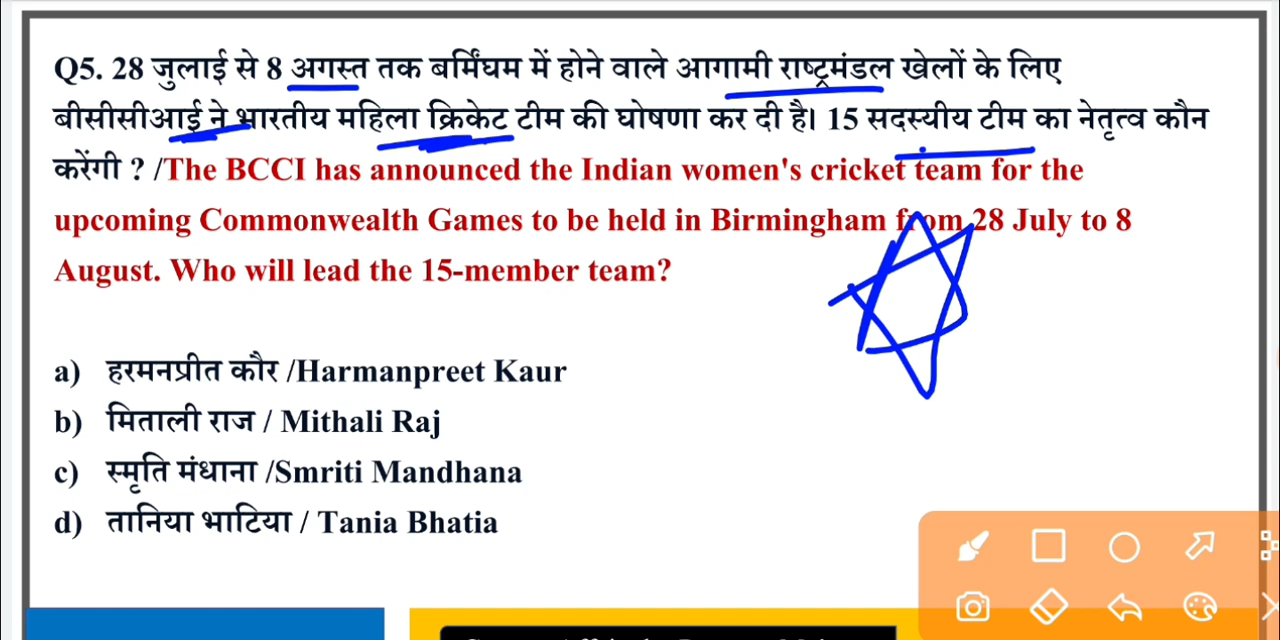 Q5. 28 जुलाई से 8 अगस्त तक बर्मिंघम में होने वाले आगामी राष्ट्रमंडल खेलों के लिए
बीसीसीआई ने भारतीय महिला क्रिकेट टीम की घोषणा कर दी है। 15 सदस्यीय टीम का नेतृत्व कौन
करेंगी ? /The BCCI has announced the Indian women's cricket team for the
upcoming Commonwealth Games to be held in Birmingham from 28 July to 8
August. Who will lead the 15-member team?
a) हरमनप्रीत कौर /Harmanpreet Kaur
b) मिताली राज / Mithali Raj
c) स्मृति मंधाना /Smriti Mandhana
d) तानिया भाटिया / Tania Bhatia